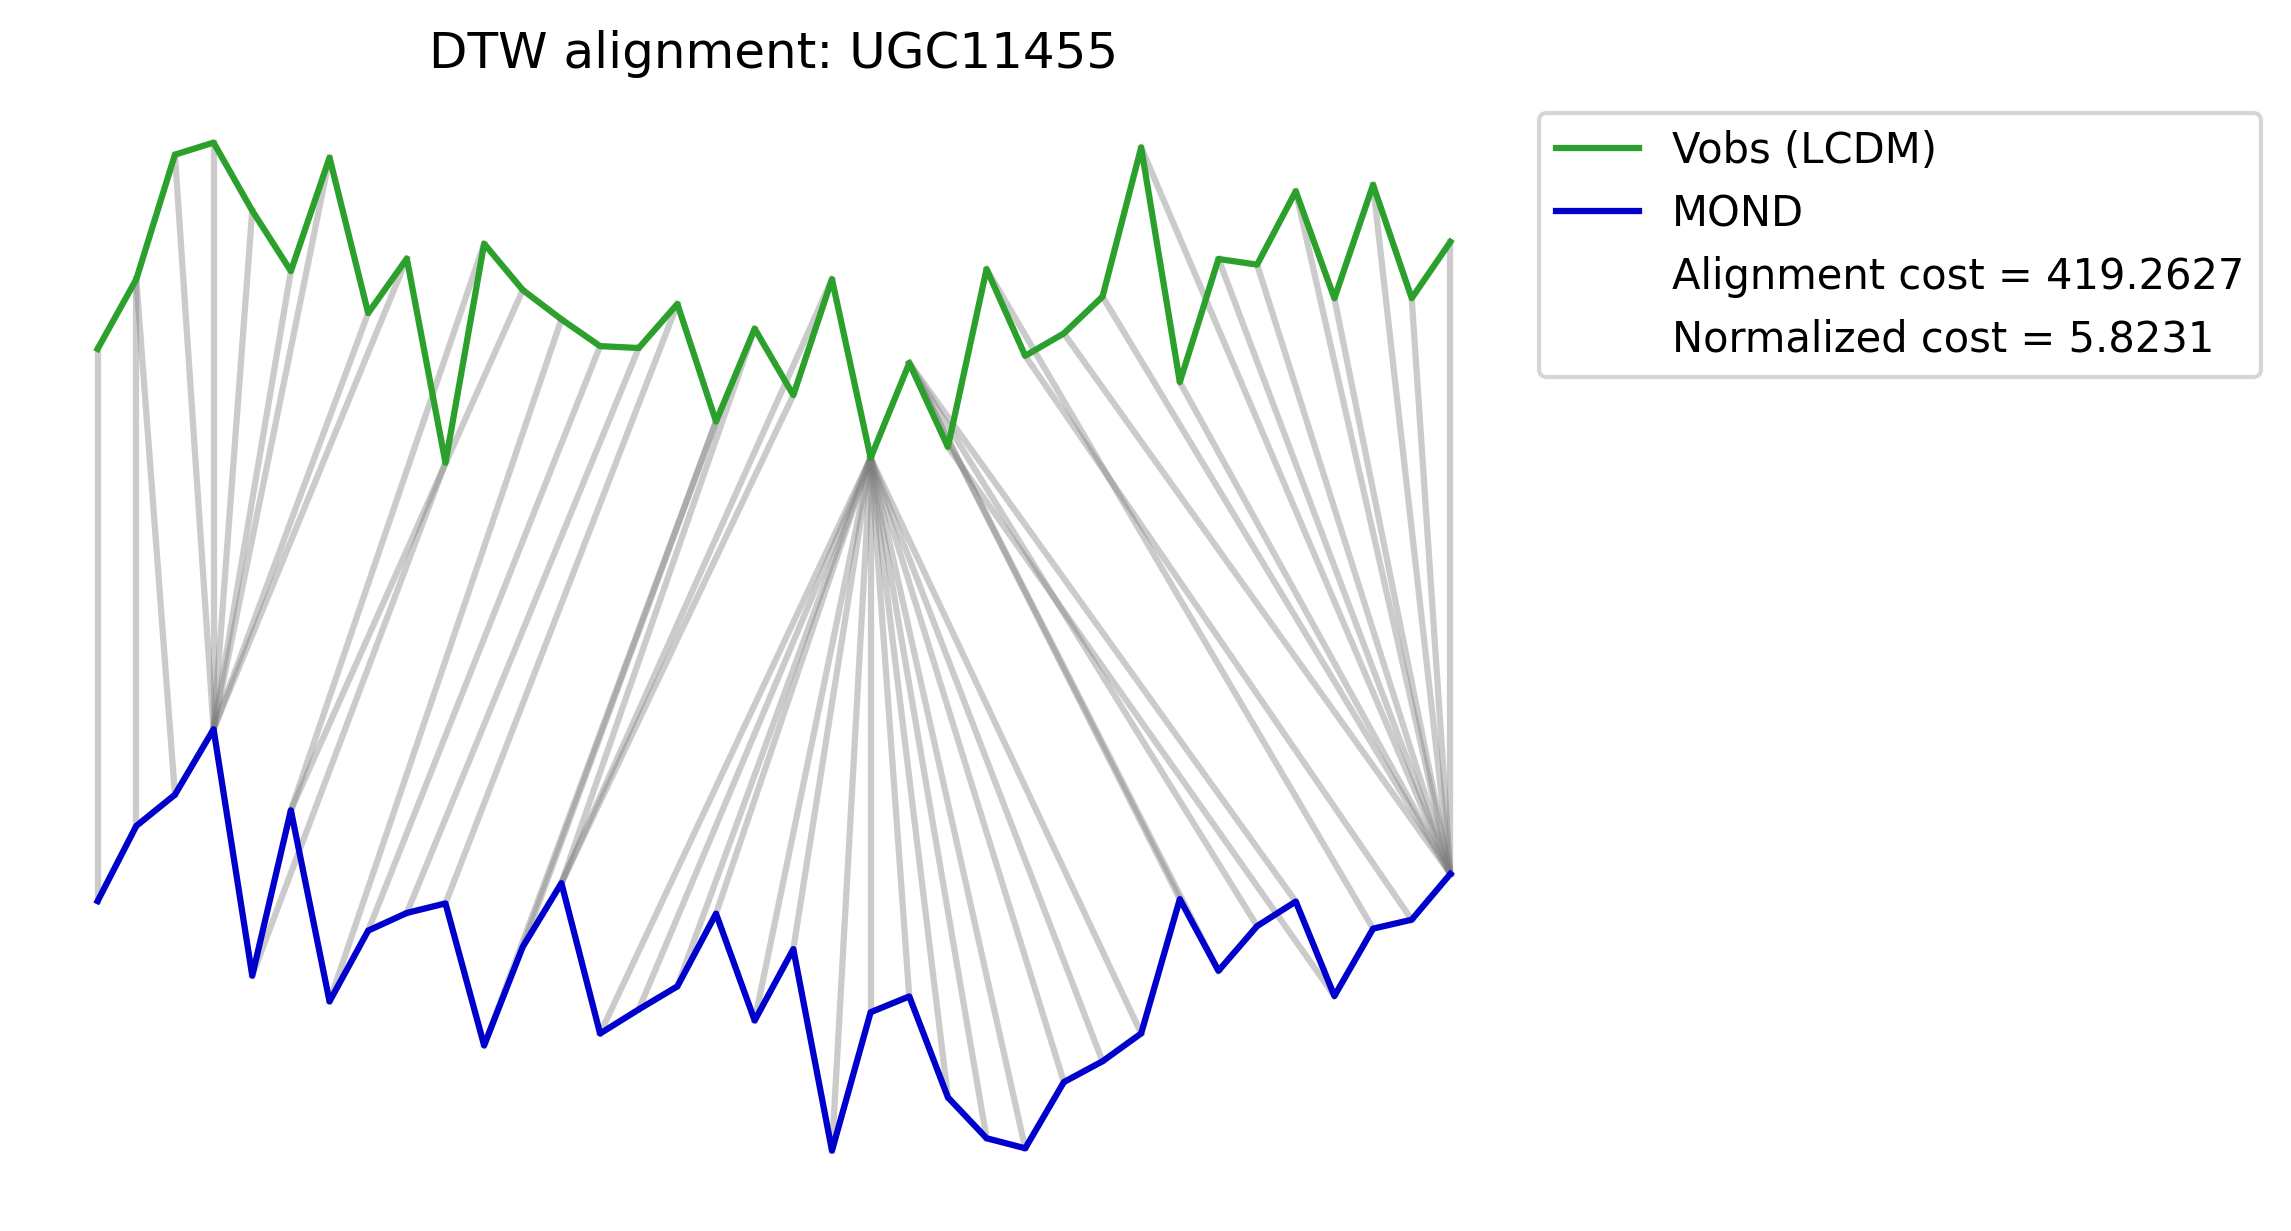 DTW alignment: UGC11455
Vobs (LCDM)
MOND
Alignment cost = 419.2627
Normalized cost = 5.8231